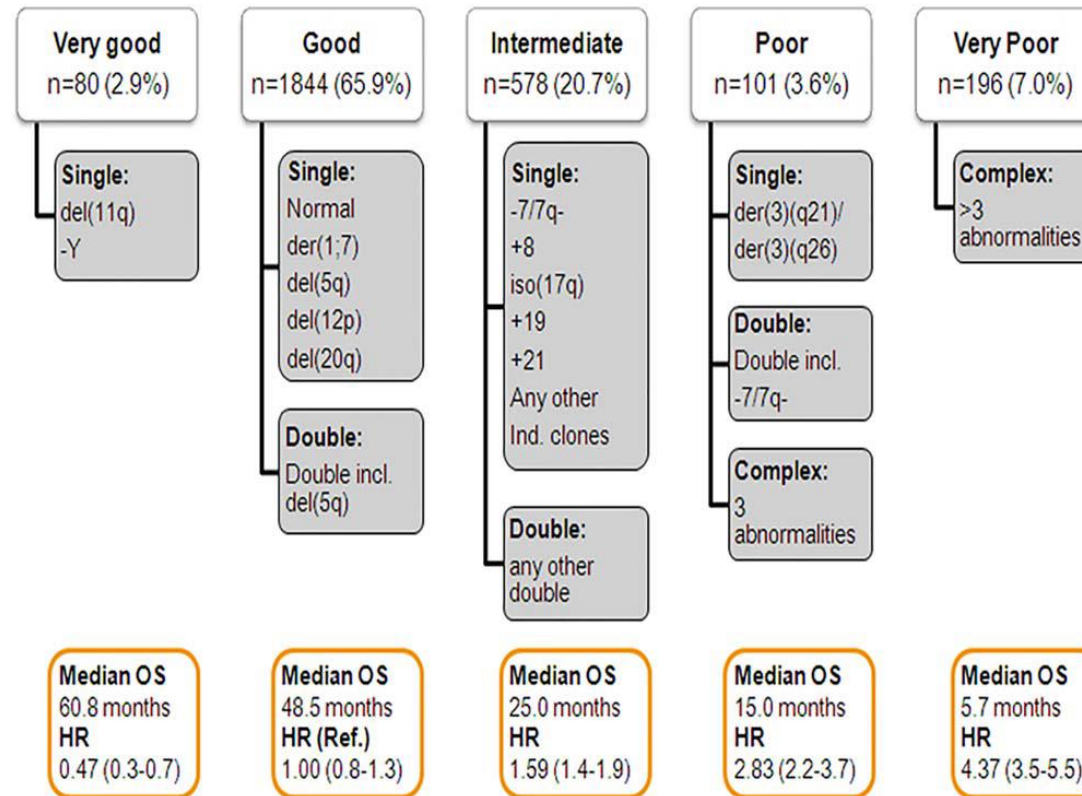 Very good
n=80 (2.9%)
Single:
del(11q)
-Y
Median OS
60.8 months
HR
0.47 (0.3-0.7)
Good
n=1844 (65.9%)
Single:
Normal
der(1;7)
del(5q)
del(12p)
del(20q)
Double:
Double incl.
del(5q)
Median OS
48.5 months
HR (Ref.)
1.00 (0.8-1.3)
Intermediate
n=578 (20.7%)
Single:
-7/7q-
+8
iso(17q)
+19
+21
Any other
Ind. clones
Double:
any other
double
Median OS
25.0 months
HR
1.59 (1.4-1.9)
Poor
n=101 (3.6%)
Single:
der(3)(q21)/
der(3)(q26)
Double:
Double incl.
-7/7q-
Complex:
3
abnormalities
Median OS
15.0 months
HR
2.83 (2.2-3.7)
Very Poor
n=196 (7.0%)
Complex:
>3
abnormalities
Median OS
5.7 months
HR
4.37 (3.5-5.5)